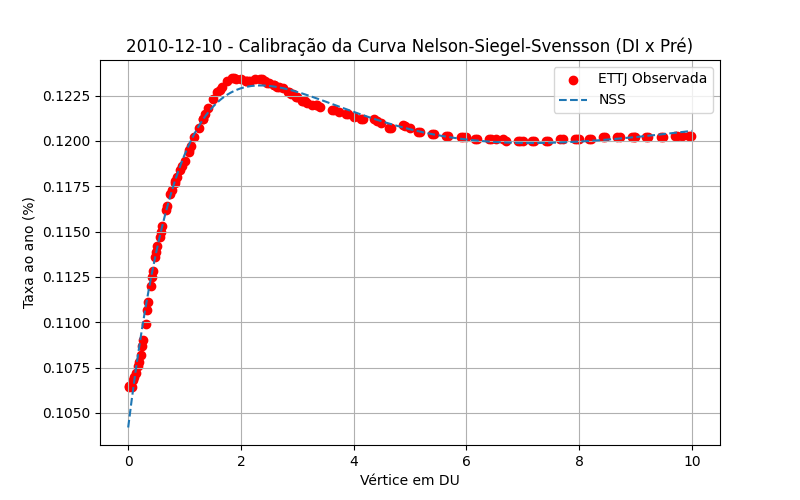 2010-12-10 - Calibração da Curva Nelson-Siegel-Svensson (DI x Pré)
ETTJ Observada
NSS
Taxa ao ano (%)
0.1225
0.1200
0.1175
0.1150
0.1125
0.1100
0.1075
0.1050
0 2 4 6 8 10
Vértice em DU